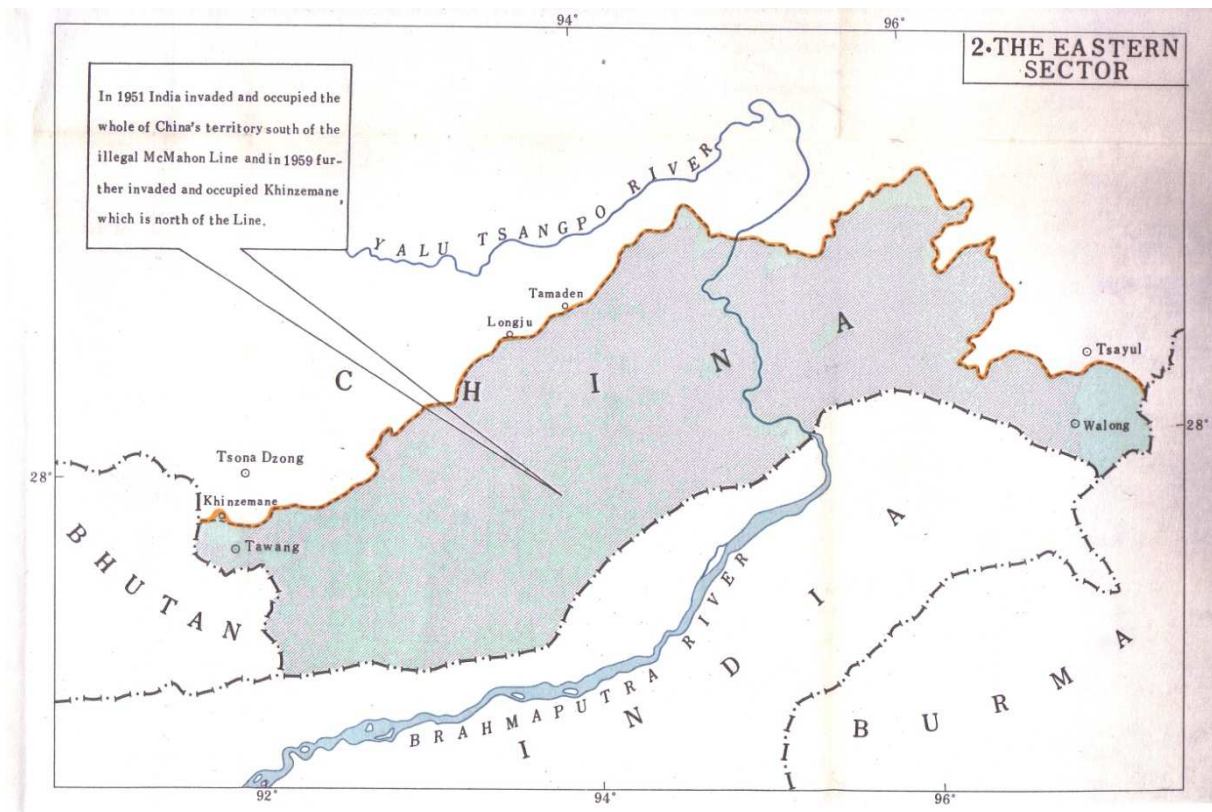 94°
96°
2. THE EASTERN
SECTOR
In 1951 India invaded and occupied the
whole of China's territory south of the
illegal McMahon Line and in 1959 fur-
ther invaded and occupied Khinzemane,
which is north of the Line.
YALU TSANGPO RIVER
Tamaden
Longju
CHINA
Tsayul
Walong
28°
28°
Tsona Dzong
Khinzemane
Tawang
BHUTAN
BRAHMAPUTRA RIVER
INDIA
BURMA
92°
94°
96°